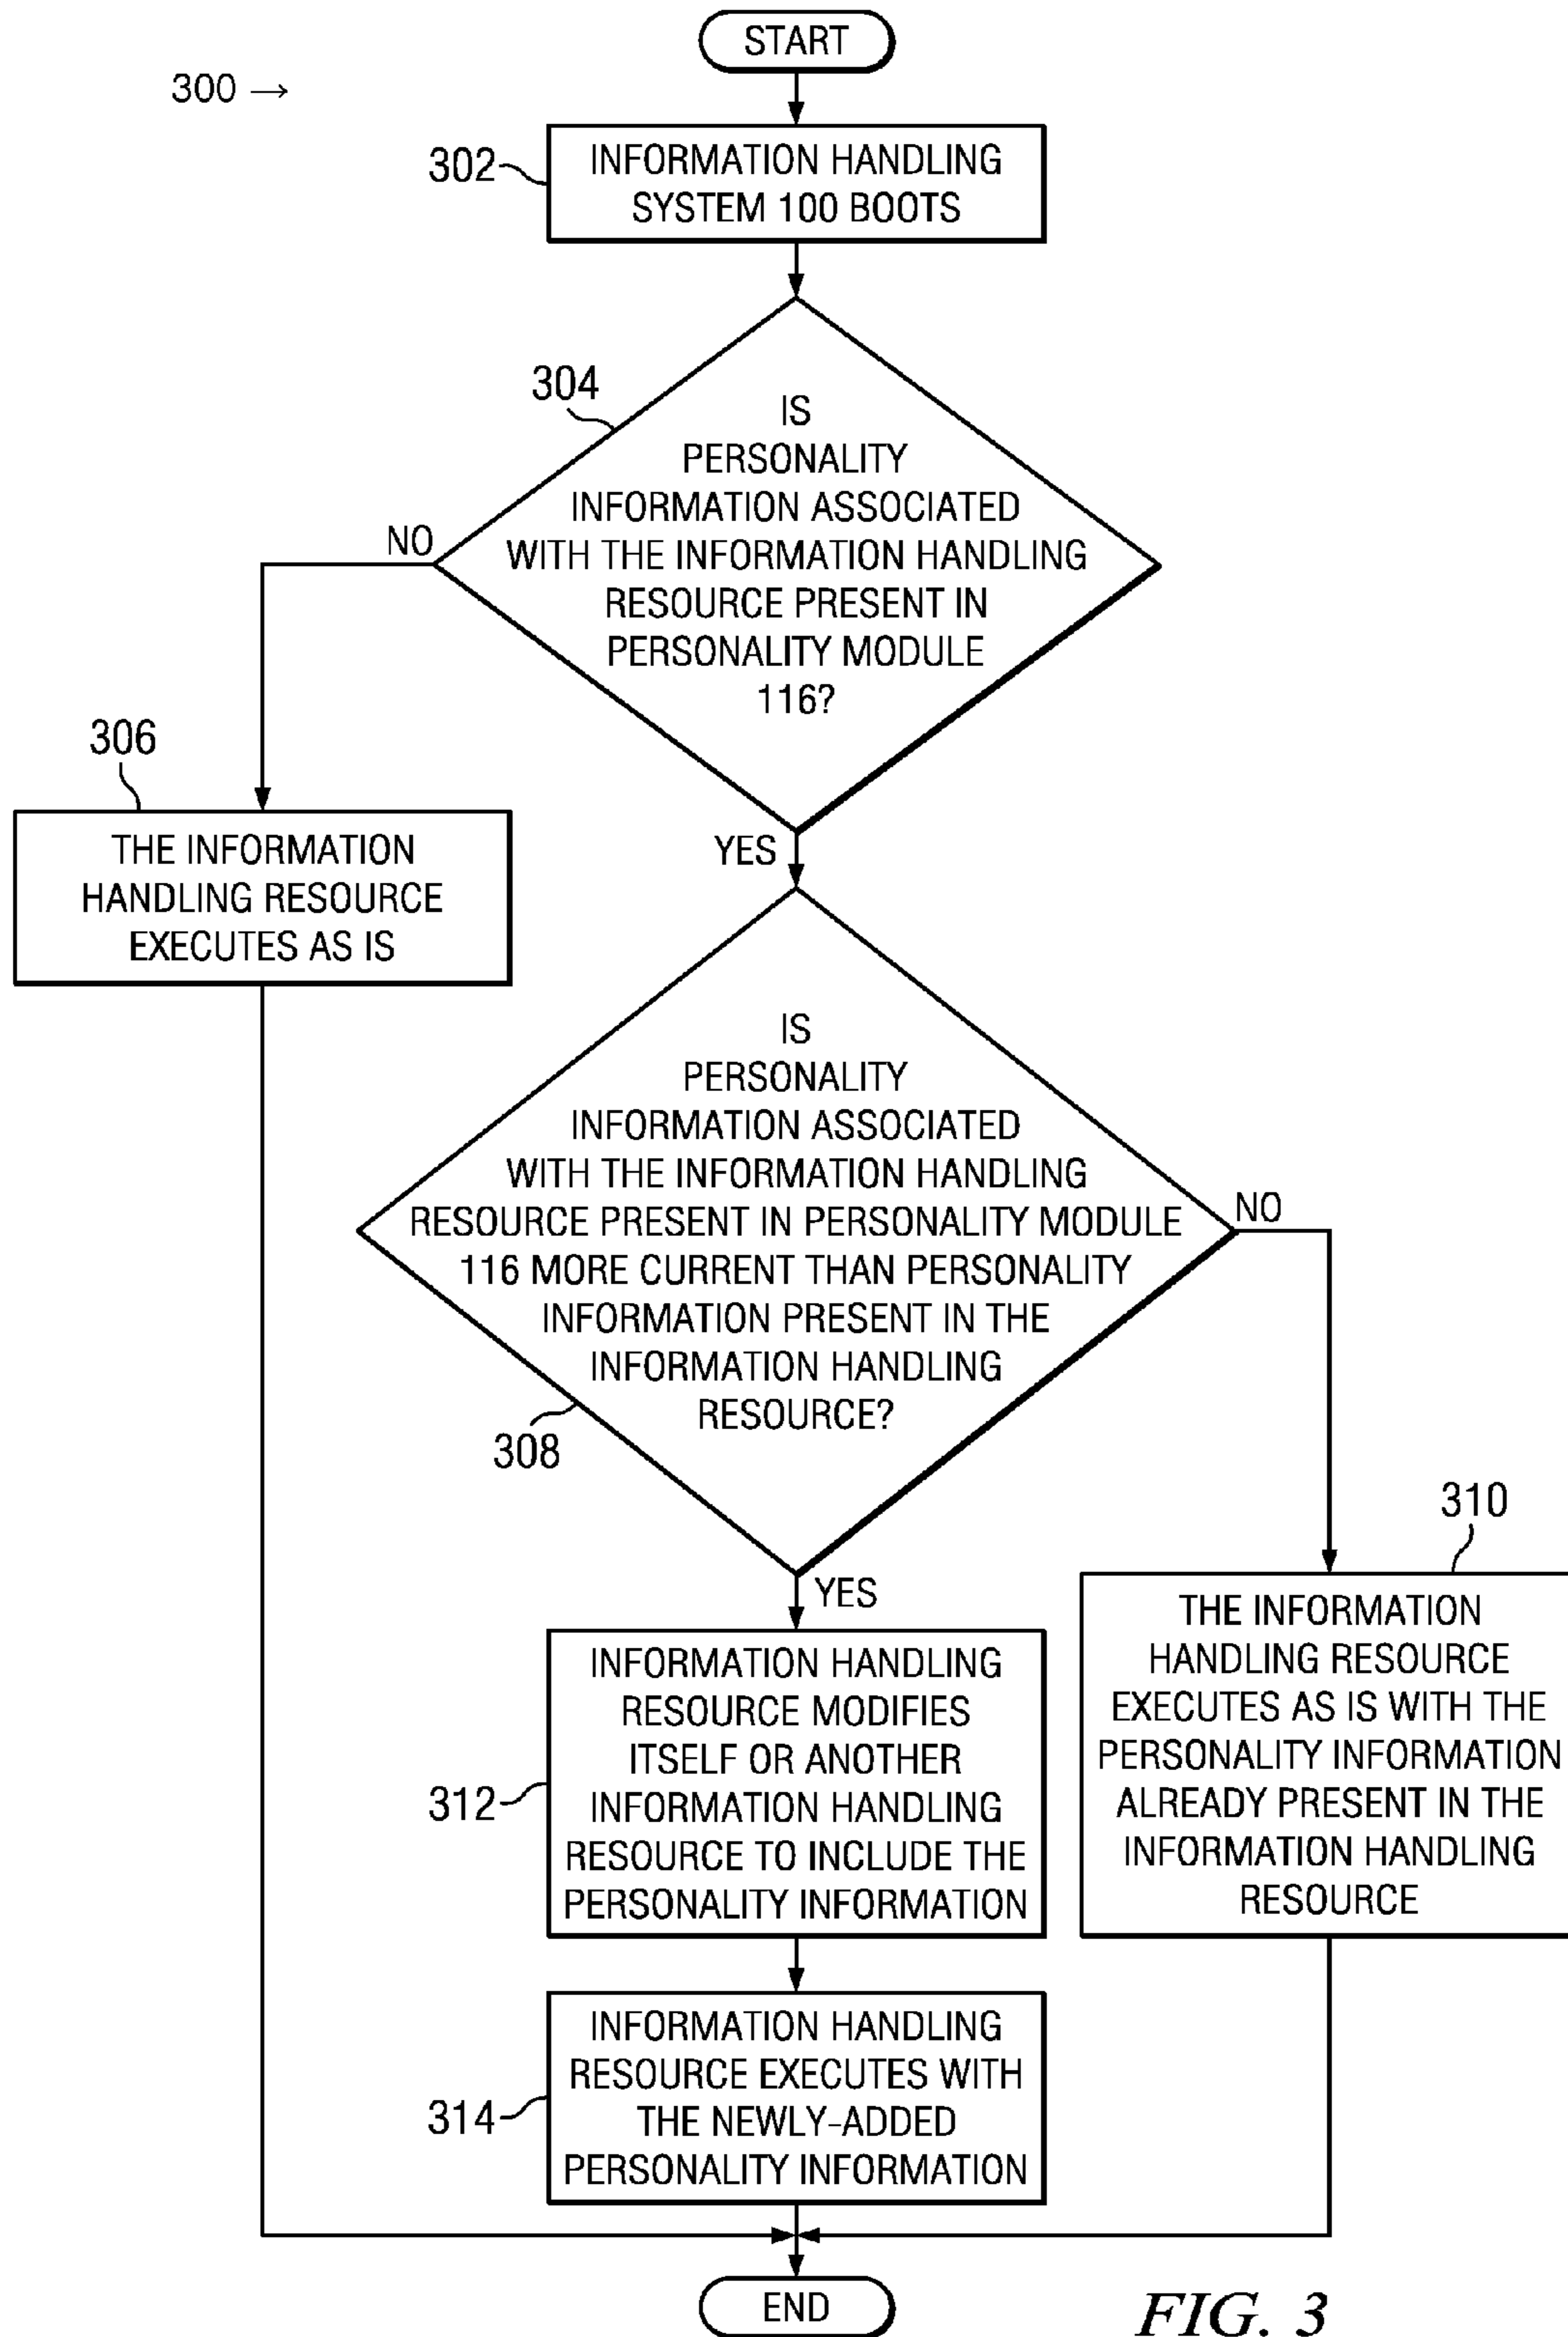 START
300 →
302
INFORMATION HANDLING
SYSTEM 100 BOOTS
304
IS
PERSONALITY
INFORMATION ASSOCIATED
WITH THE INFORMATION HANDLING
RESOURCE PRESENT IN
PERSONALITY MODULE
116?
NO
YES
306
THE INFORMATION
HANDLING RESOURCE
EXECUTES AS IS
IS
PERSONALITY
INFORMATION ASSOCIATED
WITH THE INFORMATION HANDLING
RESOURCE PRESENT IN PERSONALITY MODULE
116 MORE CURRENT THAN PERSONALITY
INFORMATION PRESENT IN THE
INFORMATION HANDLING
RESOURCE?
308
NO
YES
310
THE INFORMATION
HANDLING RESOURCE
EXECUTES AS IS WITH THE
PERSONALITY INFORMATION
ALREADY PRESENT IN THE
INFORMATION HANDLING
RESOURCE
312
INFORMATION HANDLING
RESOURCE MODIFIES
ITSELF OR ANOTHER
INFORMATION HANDLING
RESOURCE TO INCLUDE THE
PERSONALITY INFORMATION
314
INFORMATION HANDLING
RESOURCE EXECUTES WITH
THE NEWLY-ADDED
PERSONALITY INFORMATION
END
FIG. 3